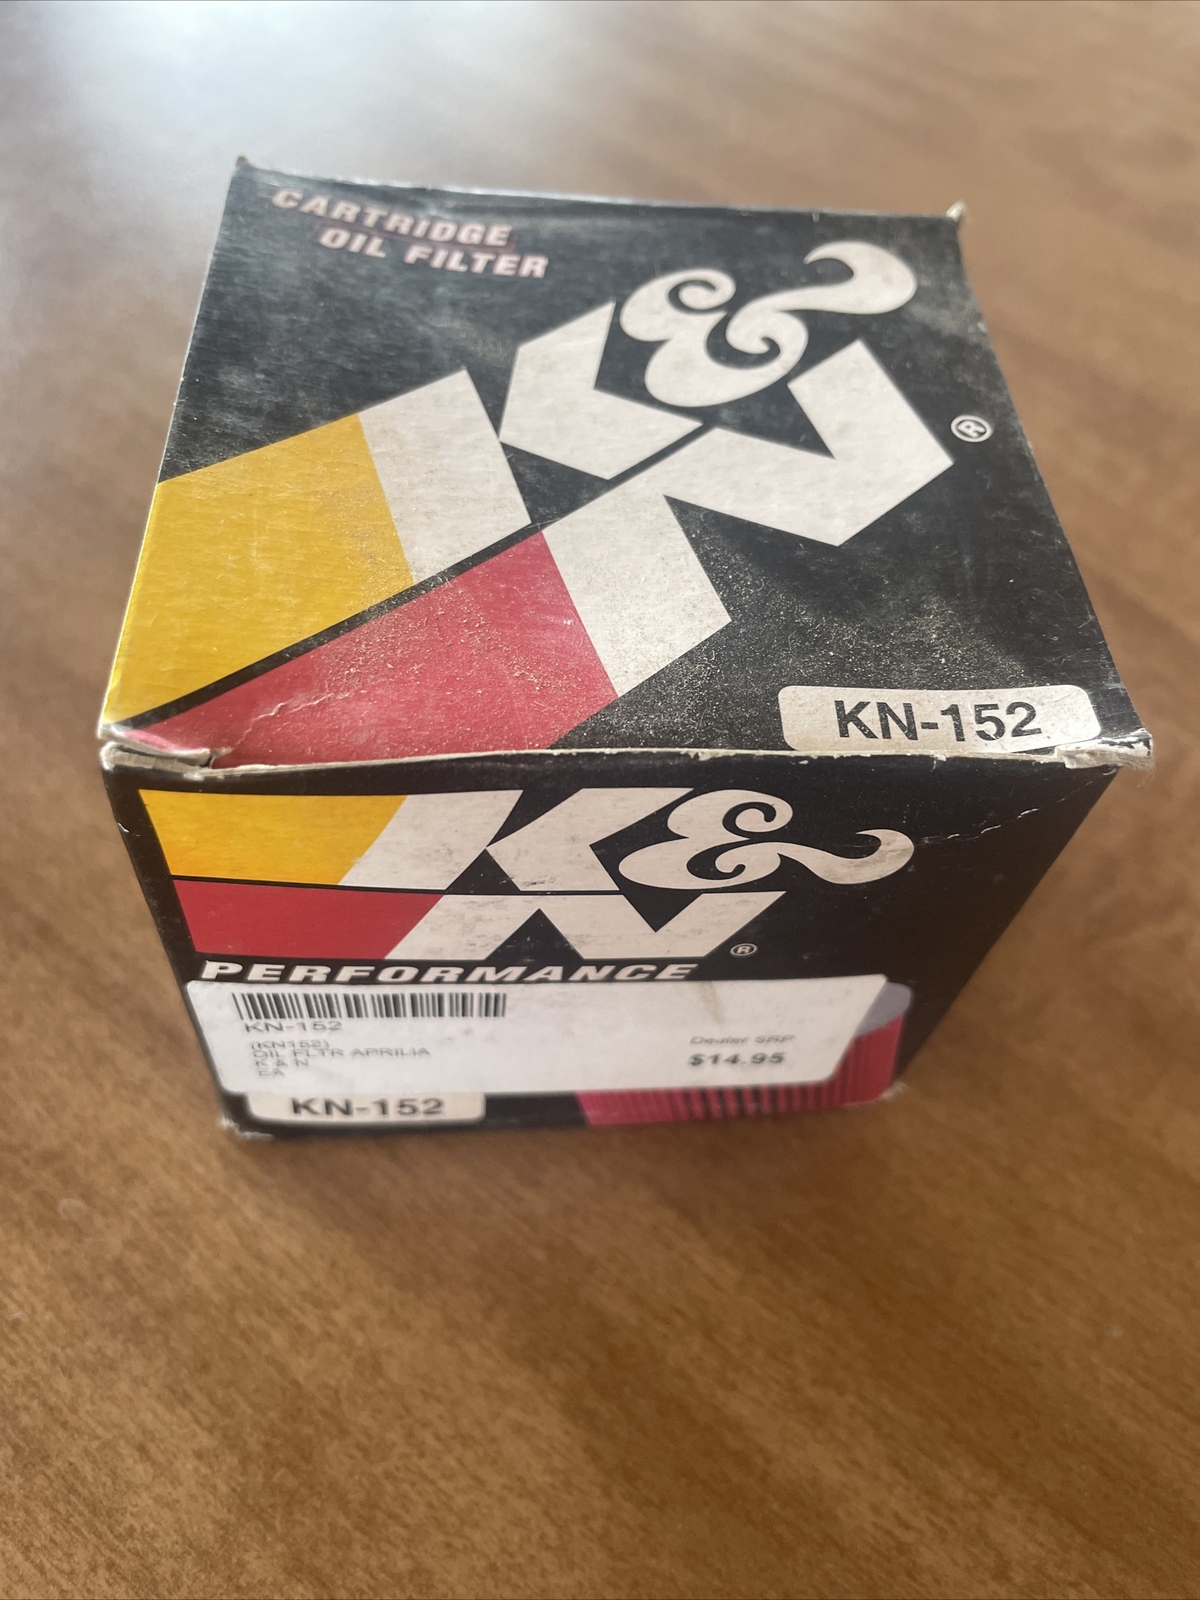 CARTRIDGE
OIL FILTER
K&N®
KN-152
K&N®
PERFORMANCE
KN-152
(KN152)
OIL FLTR APRILIA
K & N
EA
Dealer SRP
$14.95
KN-152